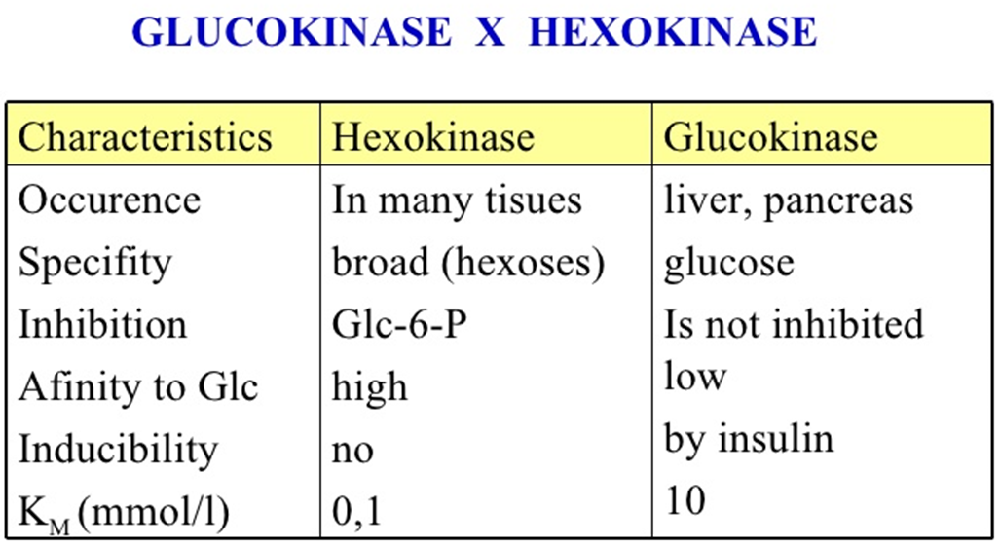 GLUCOKINASE X HEXOKINASE
Characteristics Hexokinase Glucokinase
Occurence In many tisues liver, pancreas
Specifity broad (hexoses) glucose
Inhibition Glc-6-P Is not inhibited
Afinity to Glc high low
Inducibility no by insulin
KM (mmol/l) 0,1 10